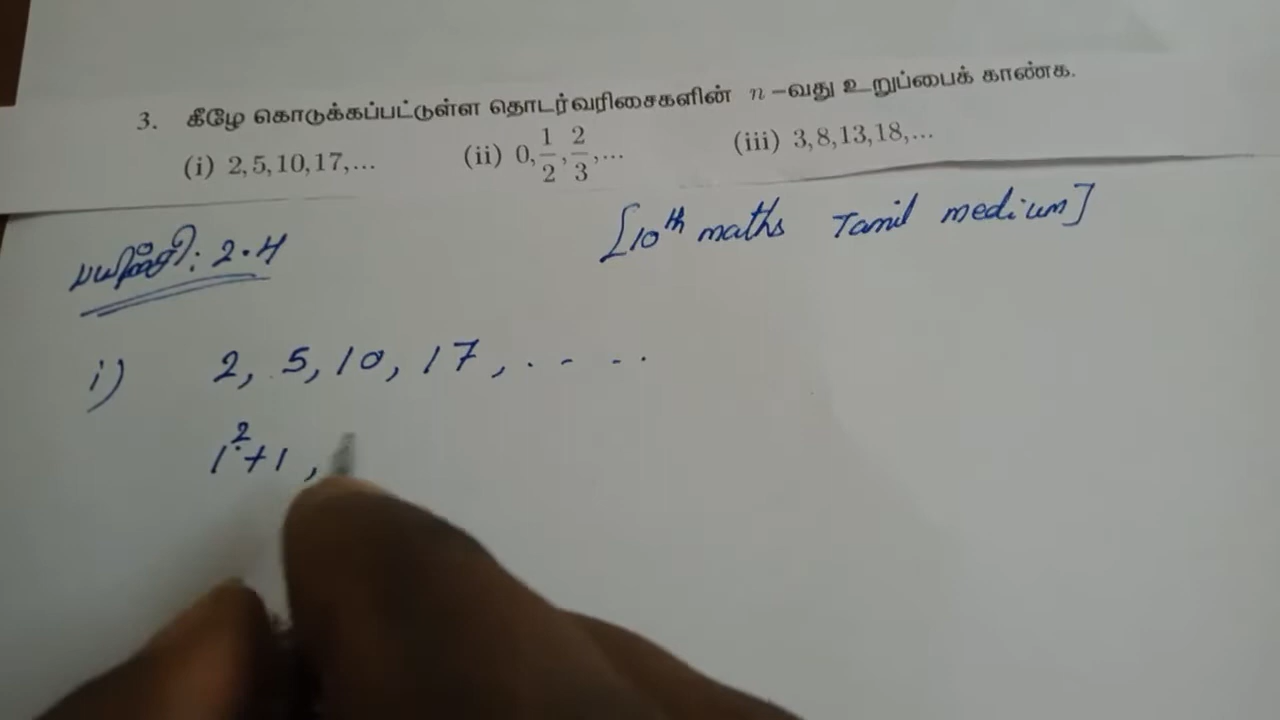 3. கீழே கொடுக்கப்பட்டுள்ள தொடர்வரிசைகளின் n –வது உறுப்பைக் காண்க.
(i) 2, 5, 10, 17,... (ii) 0, 1/2, 2/3,... (iii) 3, 8, 13, 18,...
[10th maths Tamil medium]
பயிற்சி: 2.4
i) 2, 5, 10, 17, . . . .
1²+1,